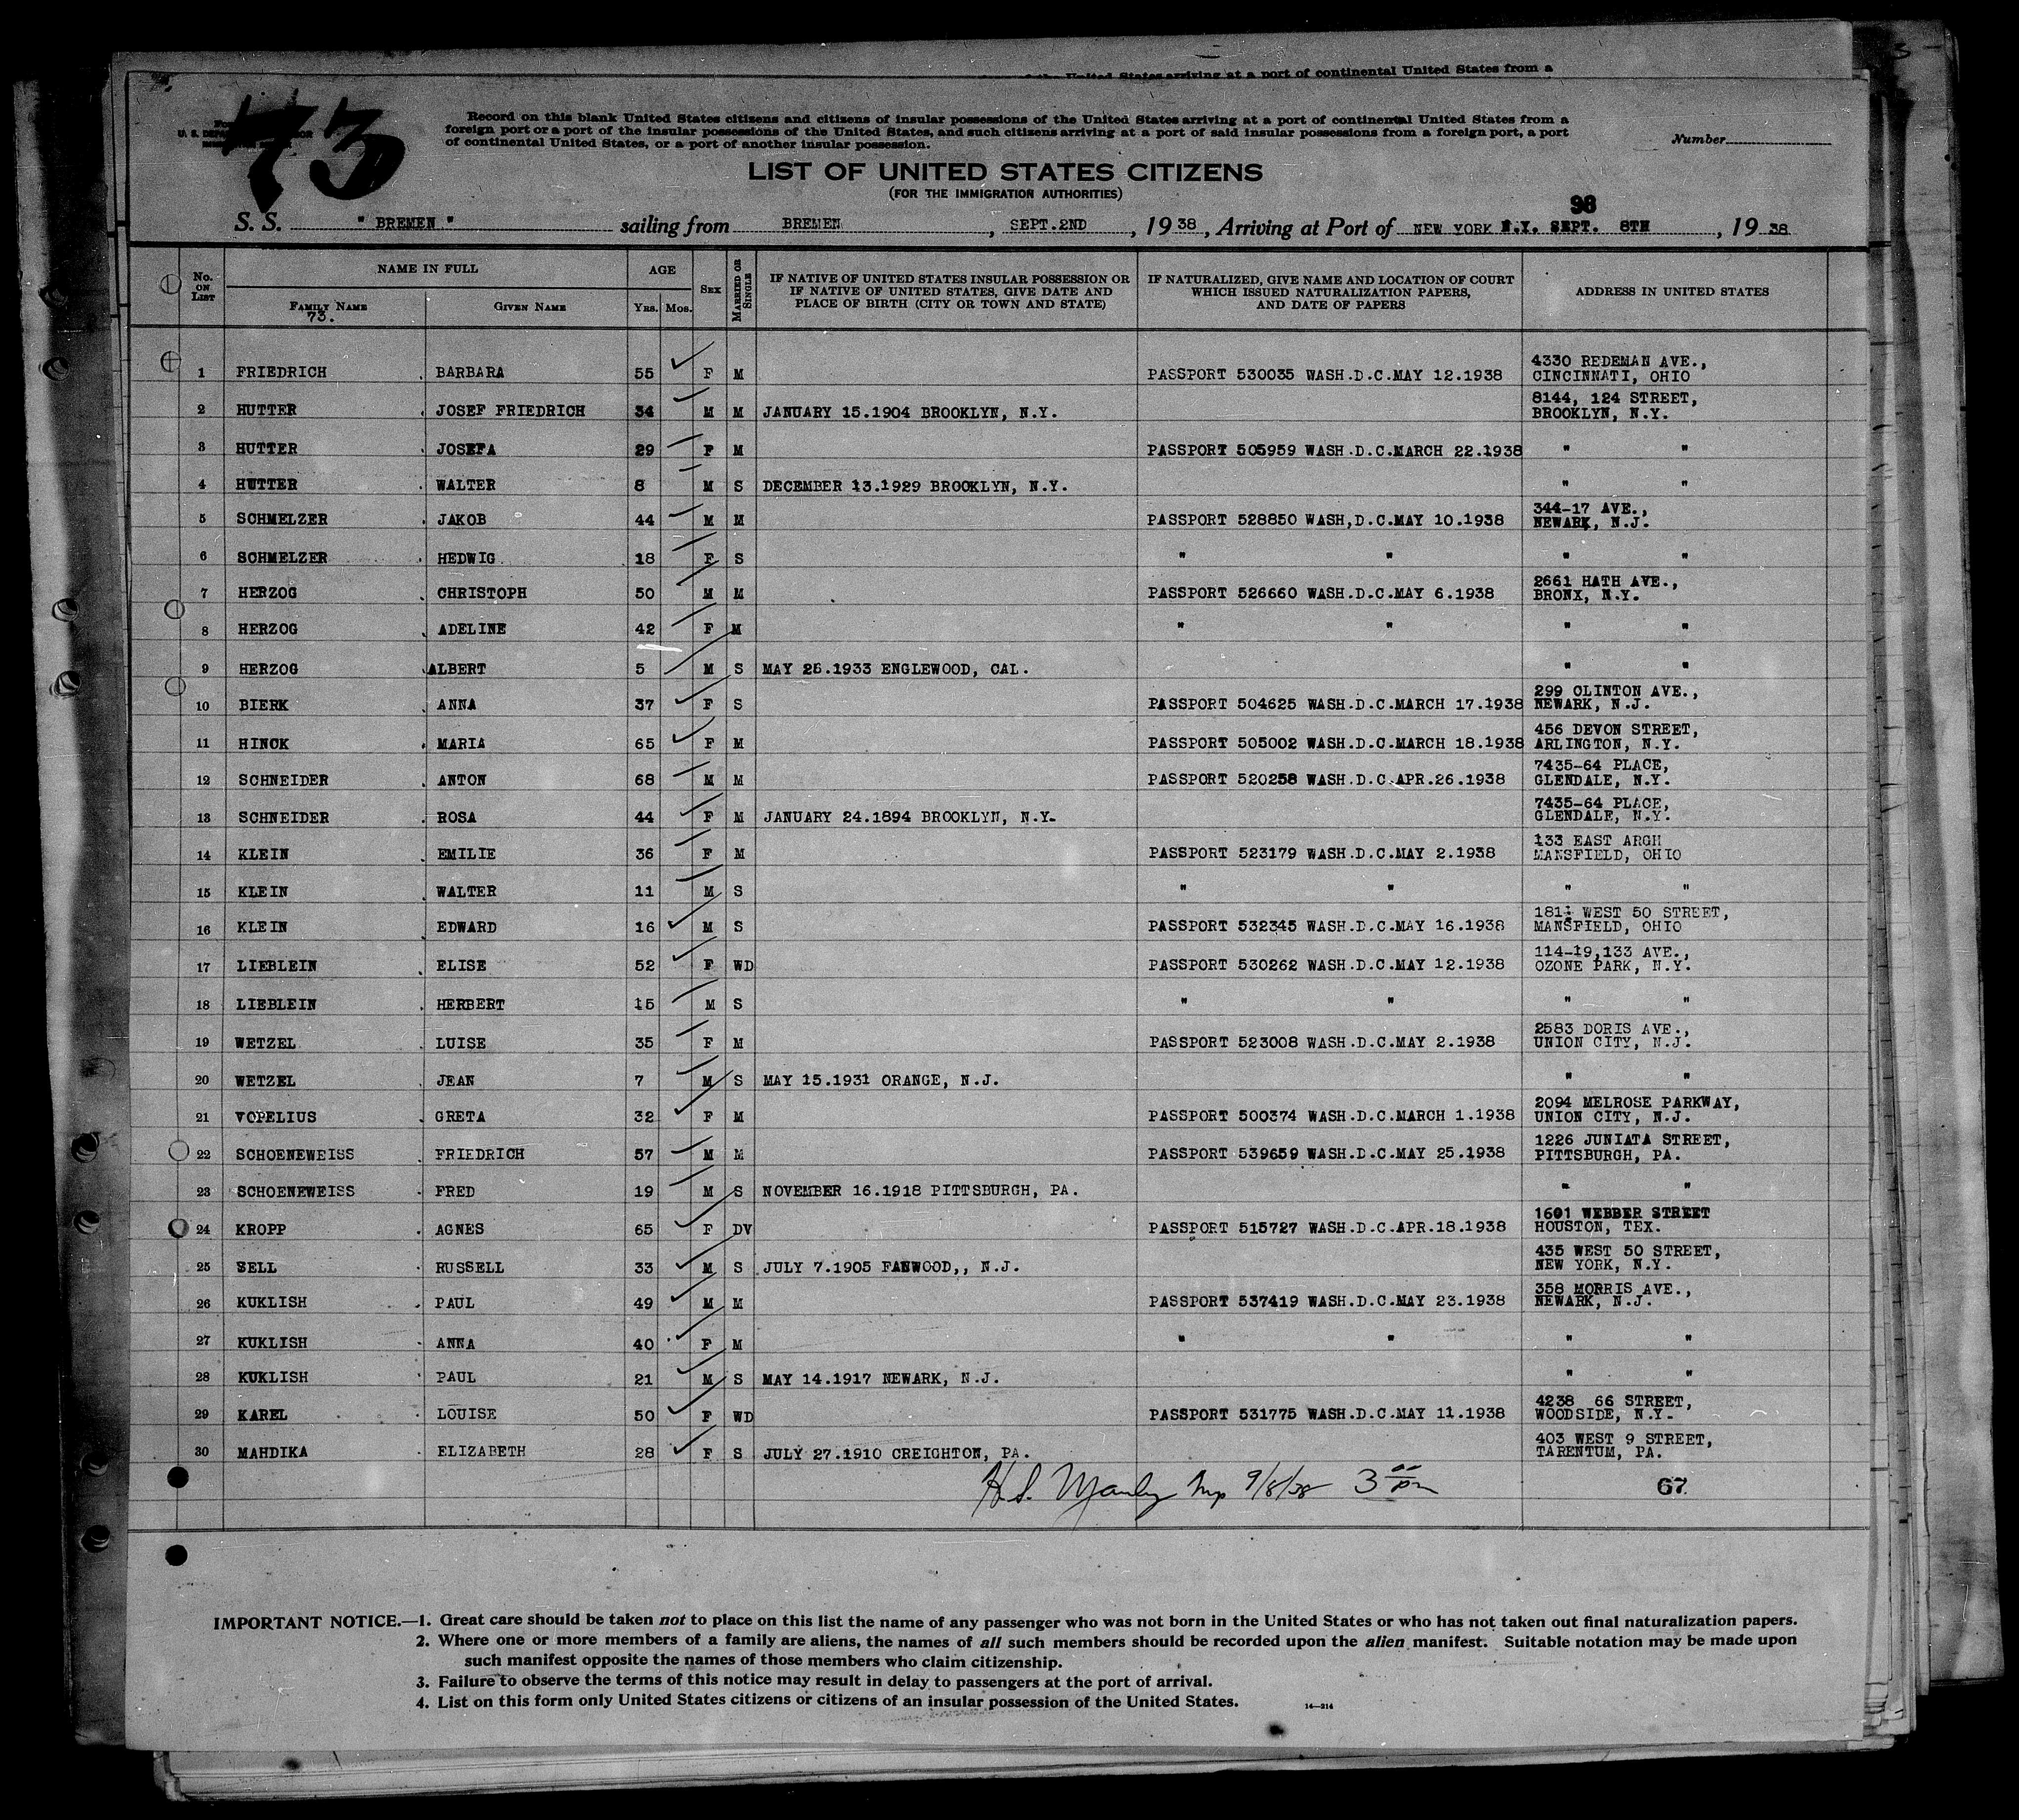 the United States arriving at a port of continental United States from a
73
Record on this blank United States citizens and citizens of insular possessions of the United States arriving at a port of continental United States from a
foreign port or a port of the insular possessions of the United States, and such citizens arriving at a port of said insular possessions from a foreign port, a port
of continental United States, or a port of another insular possession.
Number
LIST OF UNITED STATES CITIZENS
(FOR THE IMMIGRATION AUTHORITIES)
98
S. S. "BREMEN" sailing from BREMEN, SEPT.2ND, 1938, Arriving at Port of NEW YORK N.Y. SEPT. 8TH, 1938
No. ON LIST NAME IN FULL AGE SEX MARRIED OR SINGLE IF NATIVE OF UNITED STATES INSULAR POSSESSION OR IF NATIVE OF UNITED STATES, GIVE DATE AND PLACE OF BIRTH (CITY OR TOWN AND STATE) IF NATURALIZED, GIVE NAME AND LOCATION OF COURT WHICH ISSUED NATURALIZATION PAPERS, AND DATE OF PAPERS ADDRESS IN UNITED STATES
FAMILY NAME GIVEN NAME YRS. MOS.
73.
1 FRIEDRICH BARBARA 55 F M PASSPORT 530035 WASH.D.C.MAY 12.1938 4330 REDEMAN AVE., CINCINNATI, OHIO
2 HUTTER JOSEF FRIEDRICH 34 M M JANUARY 15.1904 BROOKLYN, N.Y. 8144, 124 STREET, BROOKLYN, N.Y.
3 HUTTER JOSEFA 29 F M PASSPORT 505959 WASH.D.C.MARCH 22.1938 " "
4 HUTTER WALTER 8 M S DECEMBER 13.1929 BROOKLYN, N.Y. " "
5 SCHMELZER JAKOB 44 M M PASSPORT 528850 WASH,D.C.MAY 10.1938 344-17 AVE., NEWARK, N.J.
6 SCHMELZER HEDWIG 18 F S " " " "
7 HERZOG CHRISTOPH 50 M M PASSPORT 526660 WASH.D.C.MAY 6.1938 2661 HATH AVE., BRONX, N.Y.
8 HERZOG ADELINE 42 F M " " " "
9 HERZOG ALBERT 5 M S MAY 26.1933 ENGLEWOOD, CAL. " "
10 BIERK ANNA 37 F S PASSPORT 504625 WASH.D.C.MARCH 17.1938 299 CLINTON AVE., NEWARK, N.J.
11 HINCK MARIA 65 F M PASSPORT 505002 WASH.D.C.MARCH 18.1938 456 DEVON STREET, ARLINGTON, N.Y.
12 SCHNEIDER ANTON 68 M M PASSPORT 520258 WASH.D.C.APR.26.1938 7435-64 PLACE, GLENDALE, N.Y.
13 SCHNEIDER ROSA 44 F M JANUARY 24.1894 BROOKLYN, N.Y. 7435-64 PLACE, GLENDALE, N.Y.
14 KLEIN EMILIE 36 F M PASSPORT 523179 WASH.D.C.MAY 2.1938 133 EAST ARGH MANSFIELD, OHIO
15 KLEIN WALTER 11 M S " " " "
16 KLEIN EDWARD 16 M S PASSPORT 532345 WASH.D.C.MAY 16.1938 WEST 50 STREET, MANSFIELD, OHIO
17 LIEBLEIN ELISE 52 F WD PASSPORT 530262 WASH.D.C.MAY 12.1938 114-19,133 AVE., OZONE PARK, N.Y.
18 LIEBLEIN HERBERT 15 M S " " " "
19 WETZEL LUISE 35 F M PASSPORT 523008 WASH.D.C.MAY 2.1938 2583 DORIS AVE., UNION CITY, N.J.
20 WETZEL JEAN 7 M S MAY 15.1931 ORANGE, N.J. " "
21 VOPELIUS GRETA 32 F M PASSPORT 500374 WASH.D.C.MARCH 1.1938 2094 MELROSE PARKWAY, UNION CITY, N.J.
22 SCHOENEWEISS FRIEDRICH 57 M M PASSPORT 539659 WASH.D.C.MAY 25.1938 1226 JUNIATA STREET, PITTSBURGH, PA.
23 SCHOENEWEISS FRED 19 M S NOVEMBER 16.1918 PITTSBURGH, PA. " "
24 KROPP AGNES 65 F DV PASSPORT 515727 WASH.D.C.APR.18.1938 1601 WEBBER STREET HOUSTON, TEX.
25 SELL RUSSELL 33 M S JULY 7.1905 FANWOOD,, N.J. 435 WEST 50 STREET, NEW YORK, N.Y.
26 KUKLISH PAUL 49 M M PASSPORT 537419 WASH.D.C.MAY 23.1938 358 MORRIS AVE., NEWARK, N.J.
27 KUKLISH ANNA 40 F M " " " "
28 KUKLISH PAUL 21 M S MAY 14.1917 NEWARK, N.J. " "
29 KAREL LOUISE 50 F WD PASSPORT 531775 WASH.D.C.MAY 11.1938 4238 66 STREET, WOODSIDE, N.Y.
30 MAHDIKA ELIZABETH 28 F S JULY 27.1910 CREIGHTON, PA. 403 WEST 9 STREET, TARENTUM, PA.
H.S. Manley 9/8/38 3 00 pm 67
IMPORTANT NOTICE.—1. Great care should be taken not to place on this list the name of any passenger who was not born in the United States or who has not taken out final naturalization papers.
2. Where one or more members of a family are aliens, the names of all such members should be recorded upon the alien manifest. Suitable notation may be made upon
such manifest opposite the names of those members who claim citizenship.
3. Failure to observe the terms of this notice may result in delay to passengers at the port of arrival.
4. List on this form only United States citizens or citizens of an insular possession of the United States.
14—214